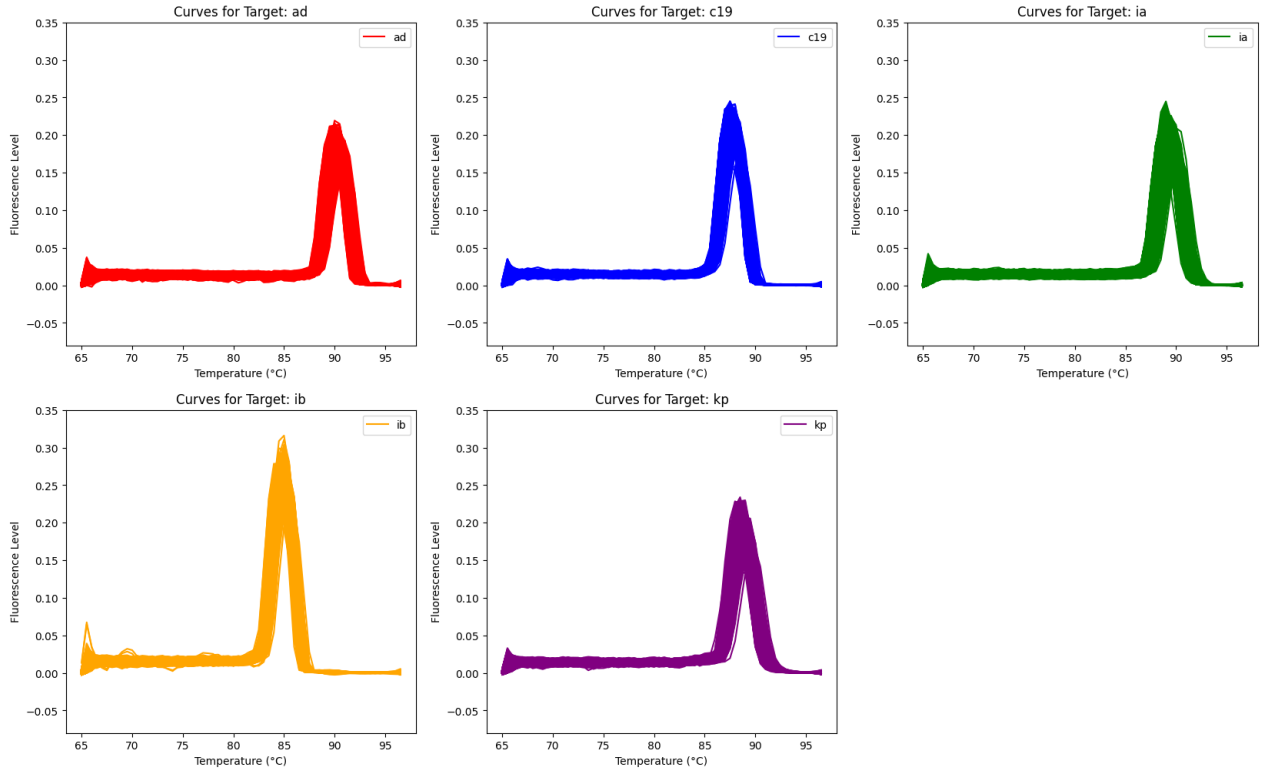 Curves for Target: ad
0.35
0.30
0.25
0.20
0.15
0.10
0.05
0.00
−0.05
Fluorescence Level
ad
65 70 75 80 85 90 95
Temperature (°C)
Curves for Target: c19
0.35
0.30
0.25
0.20
0.15
0.10
0.05
0.00
−0.05
Fluorescence Level
c19
65 70 75 80 85 90 95
Temperature (°C)
Curves for Target: ia
0.35
0.30
0.25
0.20
0.15
0.10
0.05
0.00
−0.05
Fluorescence Level
ia
65 70 75 80 85 90 95
Temperature (°C)
Curves for Target: ib
0.35
0.30
0.25
0.20
0.15
0.10
0.05
0.00
−0.05
Fluorescence Level
ib
65 70 75 80 85 90 95
Temperature (°C)
Curves for Target: kp
0.35
0.30
0.25
0.20
0.15
0.10
0.05
0.00
−0.05
Fluorescence Level
kp
65 70 75 80 85 90 95
Temperature (°C)